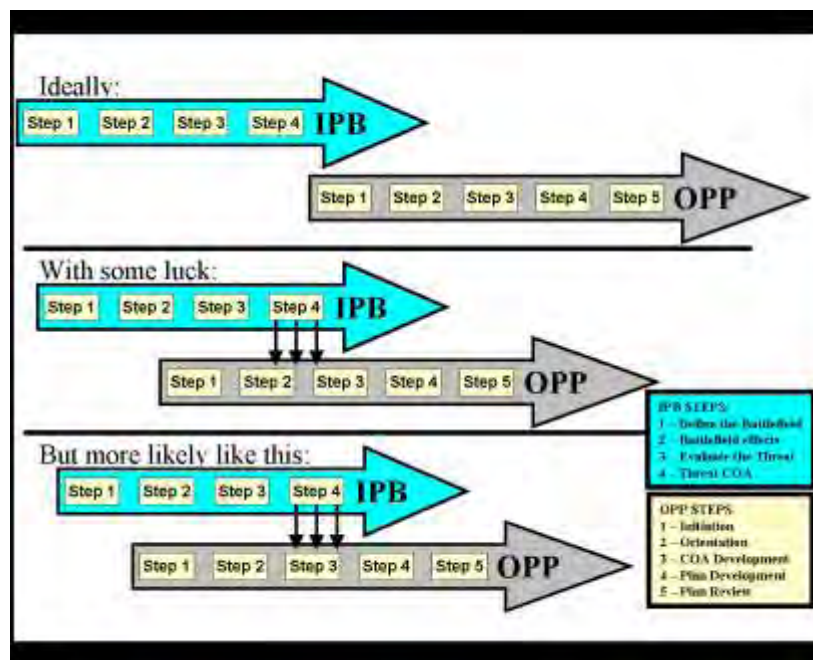 Ideally:
Step 1 Step 2 Step 3 Step 4 IPB
Step 1 Step 2 Step 3 Step 4 Step 5 OPP
With some luck:
Step 1 Step 2 Step 3 Step 4 IPB
Step 1 Step 2 Step 3 Step 4 Step 5 OPP
But more likely like this:
Step 1 Step 2 Step 3 Step 4 IPB
Step 1 Step 2 Step 3 Step 4 Step 5 OPP
IPB STEPS:
1 – Define the Battlefield
2 – Battlefield effects
3 – Evaluate the Threat
4 – Threat COA
OPP STEPS
1 – Initiation
2 – Orientation
3 – COA Development
4 – Plan Development
5 – Plan Review